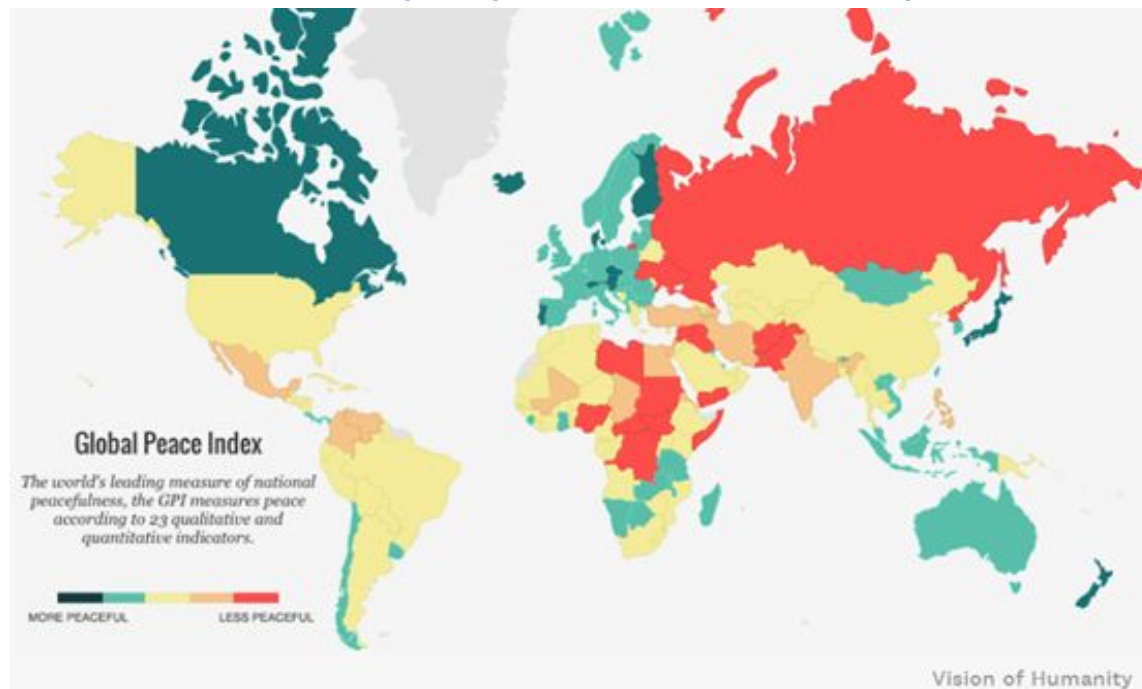 Global Peace Index
The world's leading measure of national
peacefulness, the GPI measures peace
according to 23 qualitative and
quantitative indicators.
MORE PEACEFUL
LESS PEACEFUL
Vision of Humanity